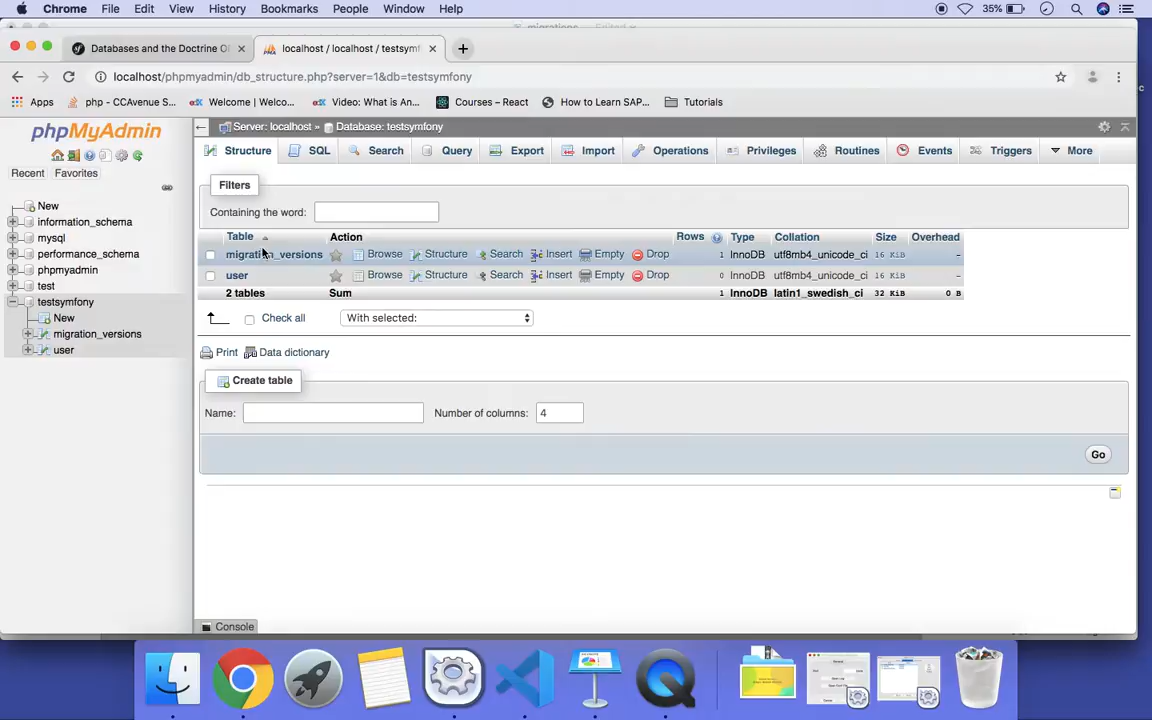 Chrome File Edit View History Bookmarks People Window Help 35%
migrations — Edited
Databases and the Doctrine O
localhost / localhost / testsymf
localhost/phpmyadmin/db_structure.php?server=1&db=testsymfony
Apps php - CCAvenue S... Welcome | Welco... Video: What is An... Courses – React How to Learn SAP... Tutorials
phpMyAdmin
Recent Favorites
New
information_schema
mysql
performance_schema
phpmyadmin
test
testsymfony
New
migration_versions
user
Server: localhost » Database: testsymfony
Structure SQL Search Query Export Import Operations Privileges Routines Events Triggers More
Filters
Containing the word:
Table Action Rows Type Collation Size Overhead
migration_versions Browse Structure Search Insert Empty Drop 1 InnoDB utf8mb4_unicode_ci 16 KiB –
user Browse Structure Search Insert Empty Drop 0 InnoDB utf8mb4_unicode_ci 16 KiB –
2 tables Sum 1 InnoDB latin1_swedish_ci 32 KiB 0 B
Check all With selected:
Print Data dictionary
Create table
Name: Number of columns: 4
Go
Console